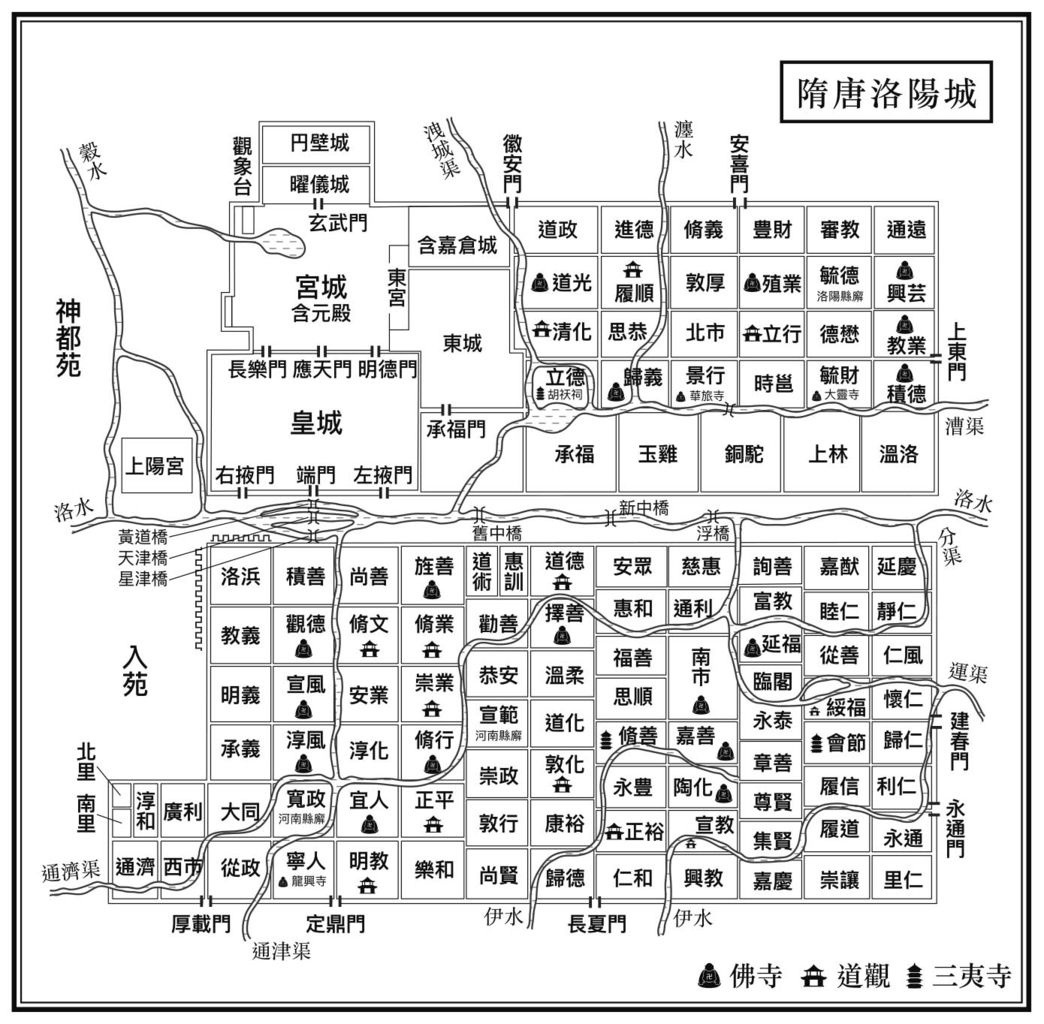 隋唐洛陽城
穀水
洩城渠
瀍水
觀象台
円壁城
曜儀城
玄武門
徽安門
安喜門
含嘉倉城
東宮
宮城
含元殿
東城
神都苑
長樂門
應天門
明德門
皇城
承福門
上陽宮
右掖門
端門
左掖門
道政
進德
脩義
豊財
審教
通遠
道光
履順
敦厚
殖業
毓德
洛陽縣廨
興芸
清化
思恭
北市
立行
德懋
教業
上東門
立德
胡祆祠
歸義
景行
華旅寺
時邕
毓財
大靈寺
積德
漕渠
承福
玉雞
銅駝
上林
溫洛
洛水
洛水
黃道橋
天津橋
星津橋
舊中橋
新中橋
浮橋
分渠
洛浜
積善
尚善
旌善
道術
惠訓
道德
安眾
慈惠
詢善
嘉猷
延慶
教義
觀德
脩文
脩業
勸善
擇善
惠和
通利
富教
睦仁
靜仁
入苑
明義
宣風
安業
崇業
恭安
溫柔
福善
南市
延福
從善
仁風
臨閣
運渠
思順
宣範
河南縣廨
道化
永泰
綏福
懷仁
建春門
承義
淳風
淳化
脩行
脩善
嘉善
會節
歸仁
章善
北里
南里
淳和
廣利
大同
寬政
河南縣廨
宜人
正平
崇政
敦化
永豊
陶化
尊賢
履信
利仁
永通門
敦行
康裕
正裕
宣教
集賢
履道
永通
通濟渠
通濟
西市
從政
寧人
龍興寺
明教
樂和
尚賢
歸德
仁和
興教
嘉慶
崇讓
里仁
厚載門
定鼎門
伊水
長夏門
伊水
通津渠
佛寺 道觀 三夷寺